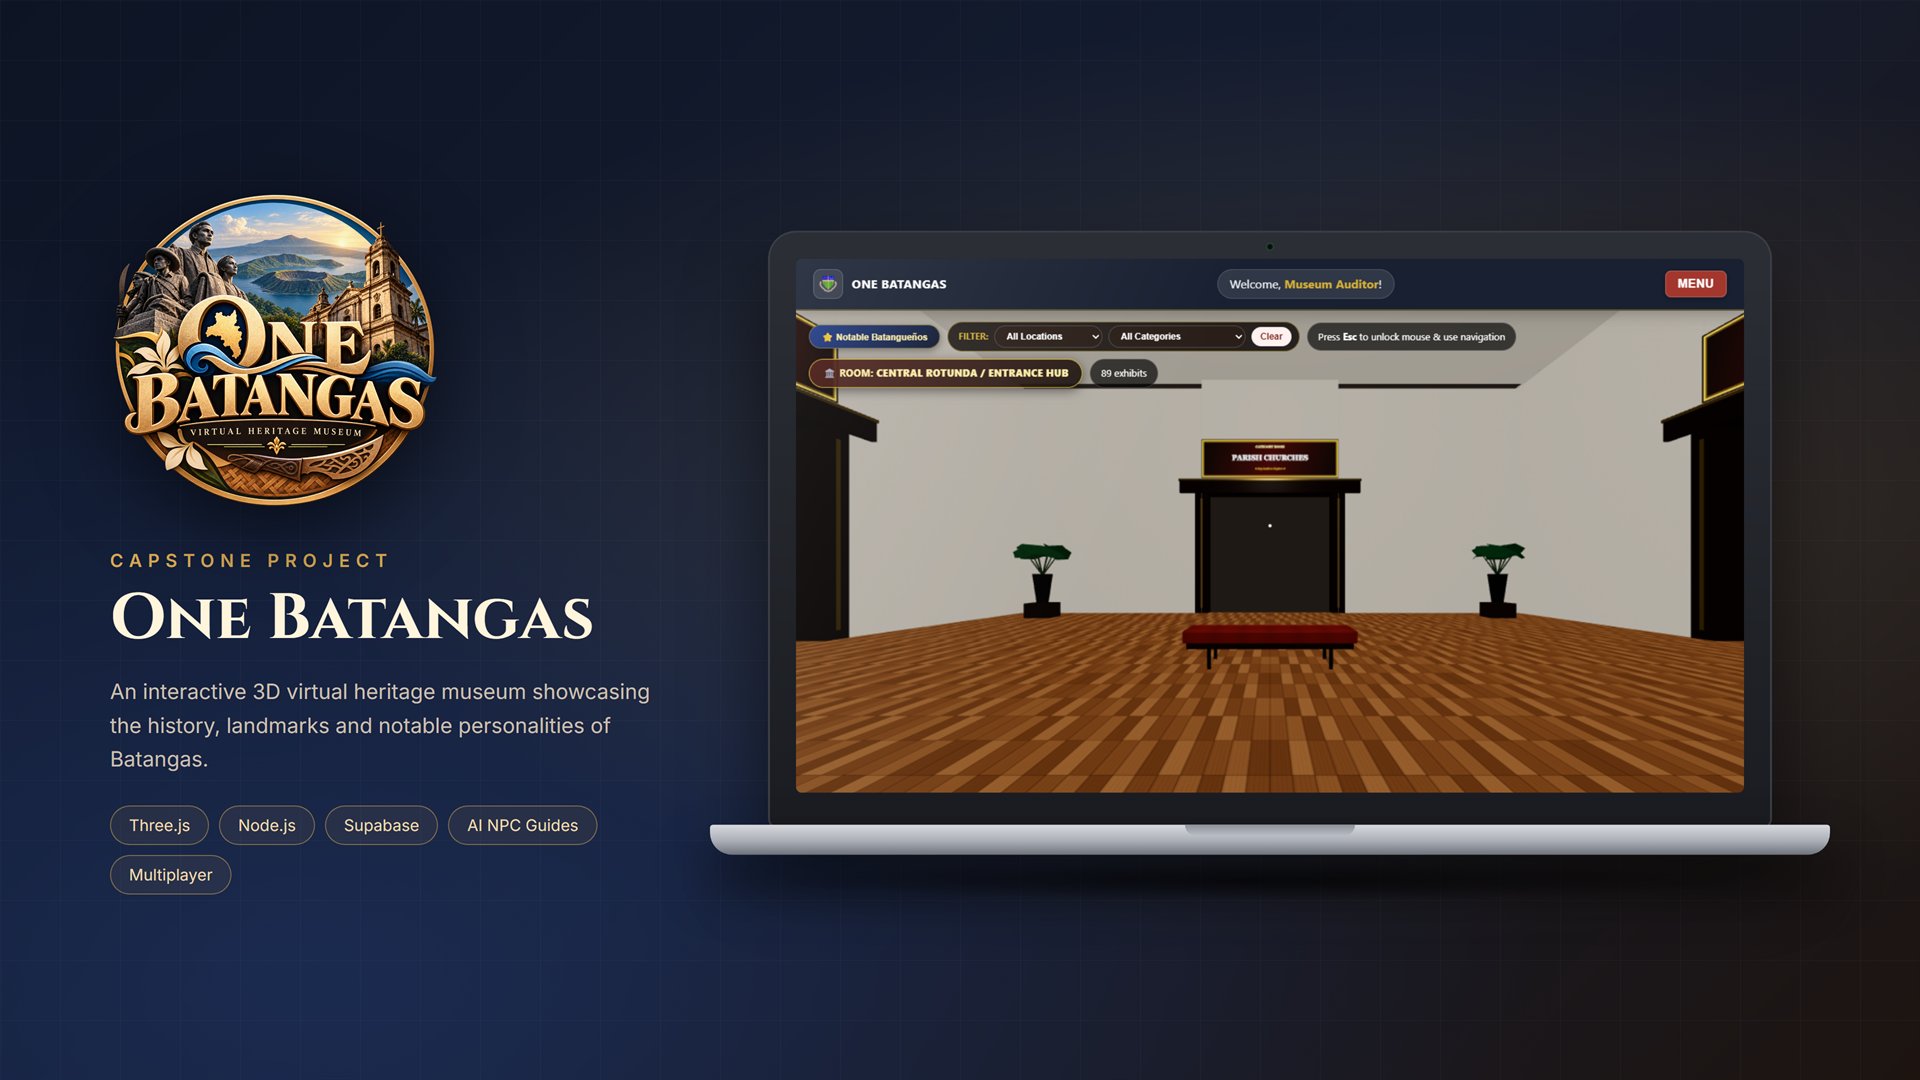 ONE
BATANGAS
VIRTUAL HERITAGE MUSEUM
CAPSTONE PROJECT
ONE BATANGAS
An interactive 3D virtual heritage museum showcasing
the history, landmarks and notable personalities of
Batangas.
Three.js Node.js Supabase AI NPC Guides
Multiplayer
ONE BATANGAS Welcome, Museum Auditor! MENU
Notable Batangueños FILTER: All Locations All Categories Clear Press Esc to unlock mouse & use navigation
ROOM: CENTRAL ROTUNDA / ENTRANCE HUB 89 exhibits
PARISH CHURCHES